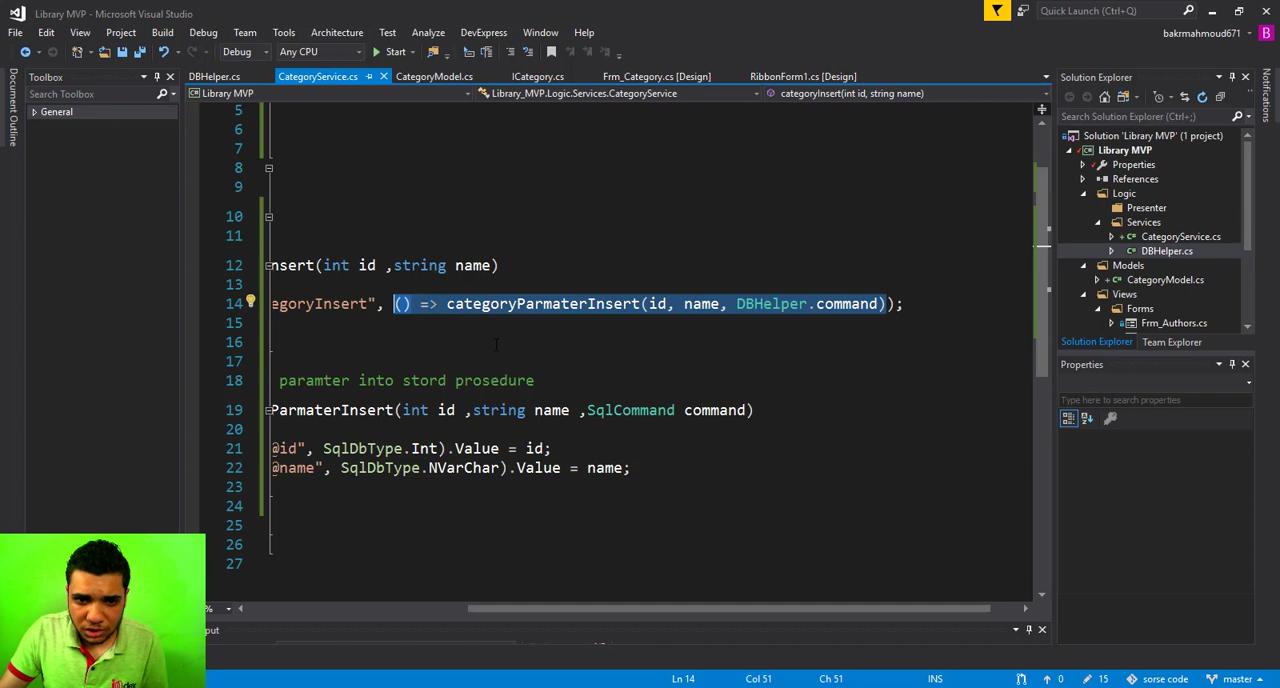 Library MVP - Microsoft Visual Studio
Quick Launch (Ctrl+Q)
File Edit View Project Build Debug Team Tools Architecture Test Analyze DevExpress Window Help
bakrmahmoud671 B
Debug Any CPU Start
Document Outline
Toolbox
Search Toolbox
General
DBHelper.cs CategoryService.cs CategoryModel.cs ICategory.cs Frm_Category.cs [Design] RibbonForm1.cs [Design]
Library MVP Library_MVP.Logic.Services.CategoryService categoryInsert(int id, string name)
5
6
7
8
9
10
11
12 nsert(int id ,string name)
13
14 egoryInsert", () => categoryParmaterInsert(id, name, DBHelper.command));
15
16
17
18 paramter into stord prosedure
19 ParmaterInsert(int id ,string name ,SqlCommand command)
20
21 @id", SqlDbType.Int).Value = id;
22 @name", SqlDbType.NVarChar).Value = name;
23
24
25
26
27
%
put
Solution Explorer
Search Solution Explorer (Ctrl+;)
Solution 'Library MVP' (1 project)
Library MVP
Properties
References
Logic
Presenter
Services
CategoryService.cs
DBHelper.cs
Models
CategoryModel.cs
Views
Forms
Frm_Authors.cs
Solution Explorer Team Explorer
Properties
Type here to search properties
Notifications
Ln 14 Col 51 Ch 51 INS 0 15 sorse code master